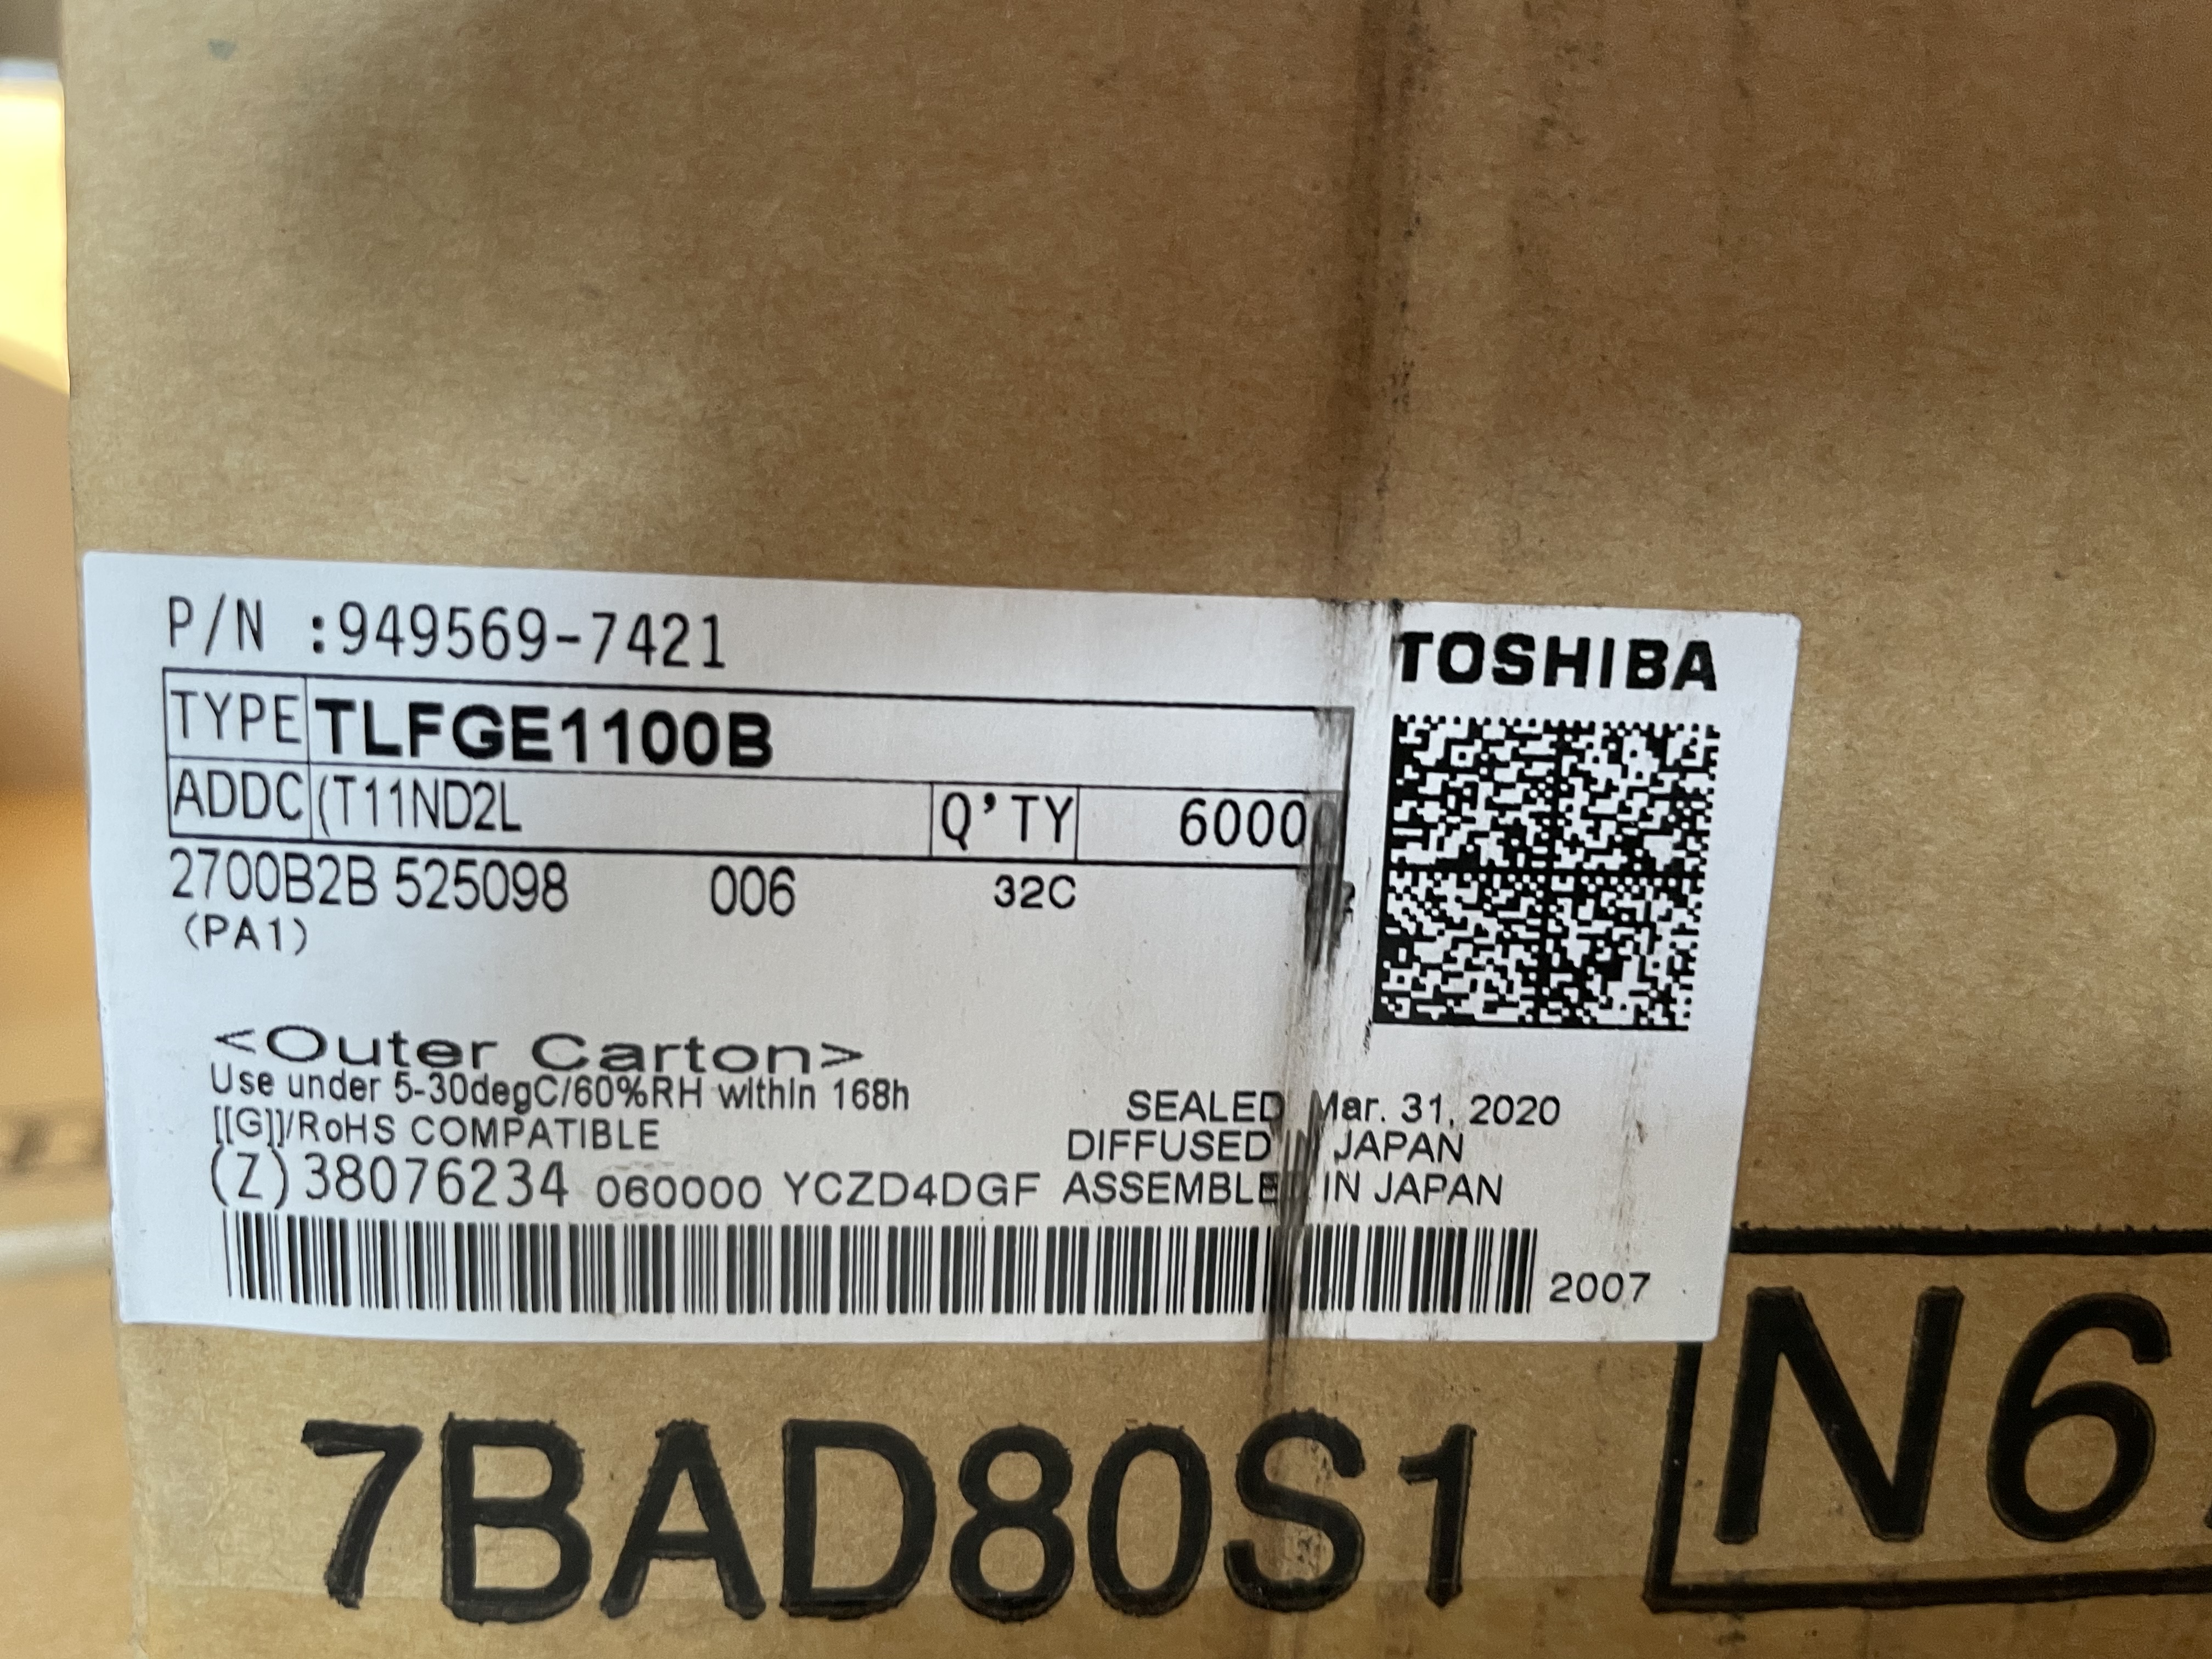 P/N :949569-7421
TOSHIBA
TYPE TLFGE1100B
ADDC (T11ND2L Q'TY 6000
2700B2B 525098 006 32C
(PA1)
<Outer Carton>
Use under 5-30degC/60%RH within 168h
[[G]]/RoHS COMPATIBLE
SEALED Mar. 31, 2020
DIFFUSED IN JAPAN
(Z)38076234 060000 YCZD4DGF ASSEMBLED IN JAPAN
2007
7BAD80S1
N6